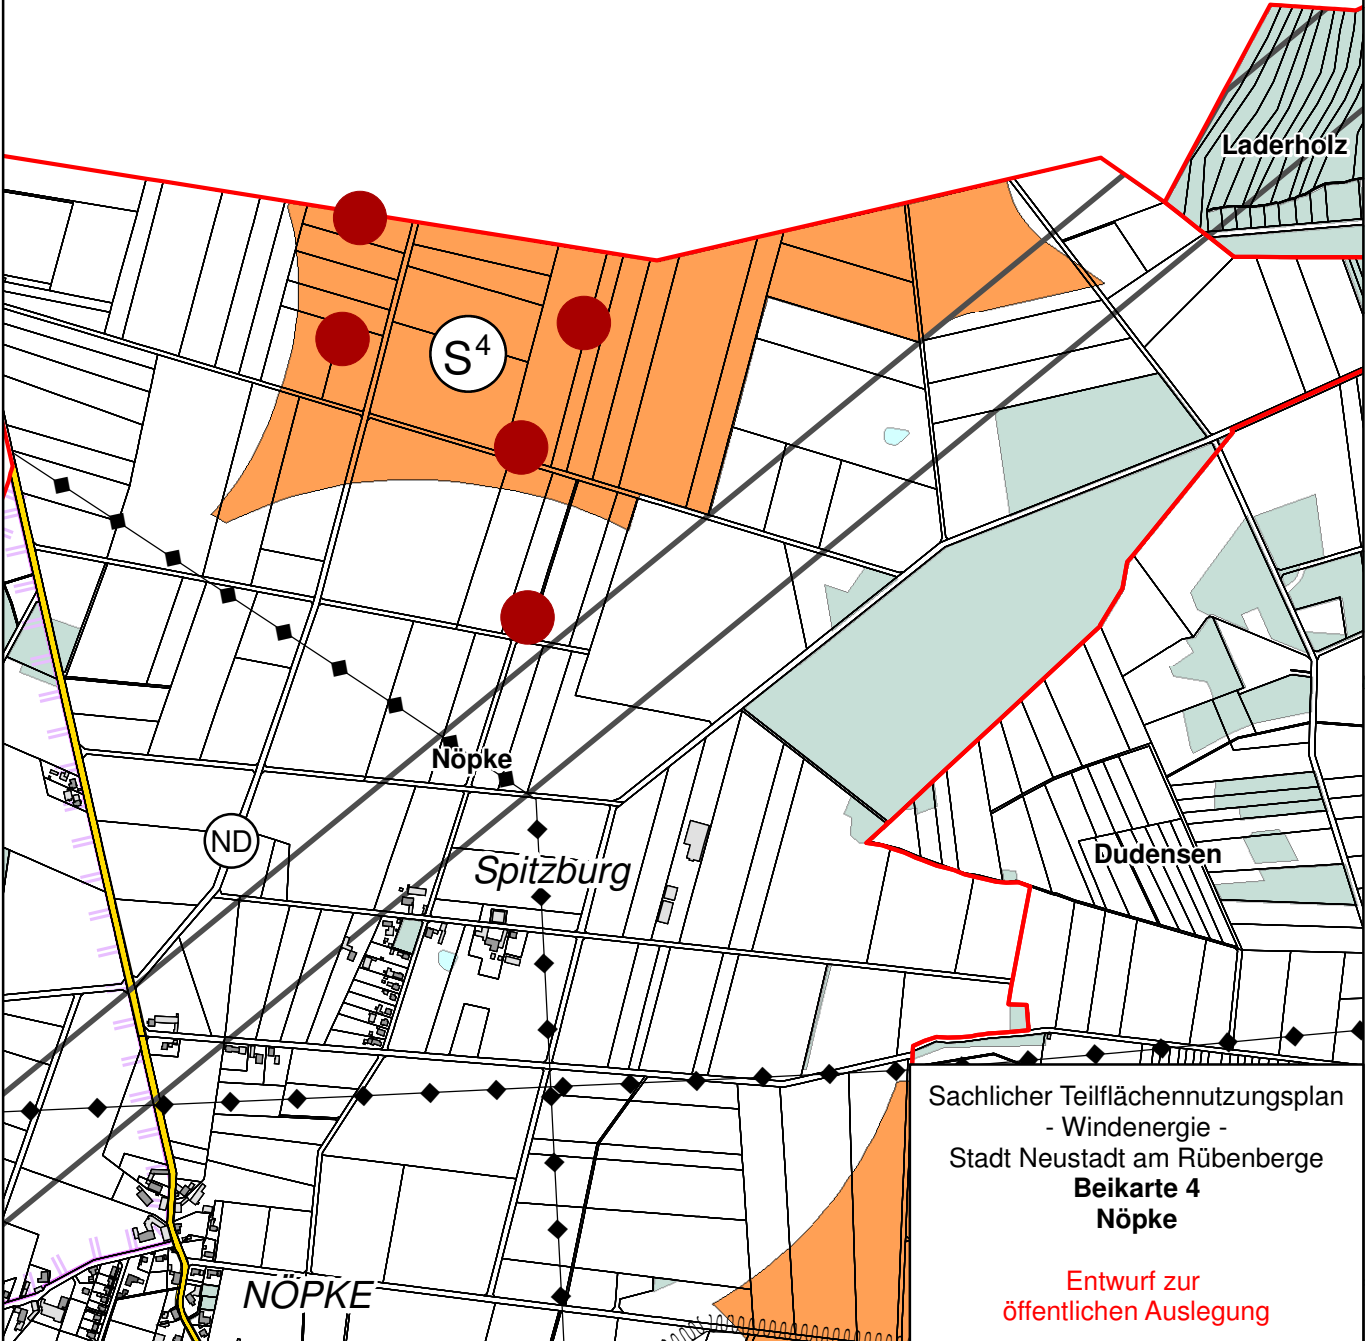 Laderholz
S⁴
Nöpke
ND
Spitzburg
Dudensen
NÖPKE
Sachlicher Teilflächennutzungsplan
- Windenergie -
Stadt Neustadt am Rübenberge
Beikarte 4
Nöpke
Entwurf zur
öffentlichen Auslegung